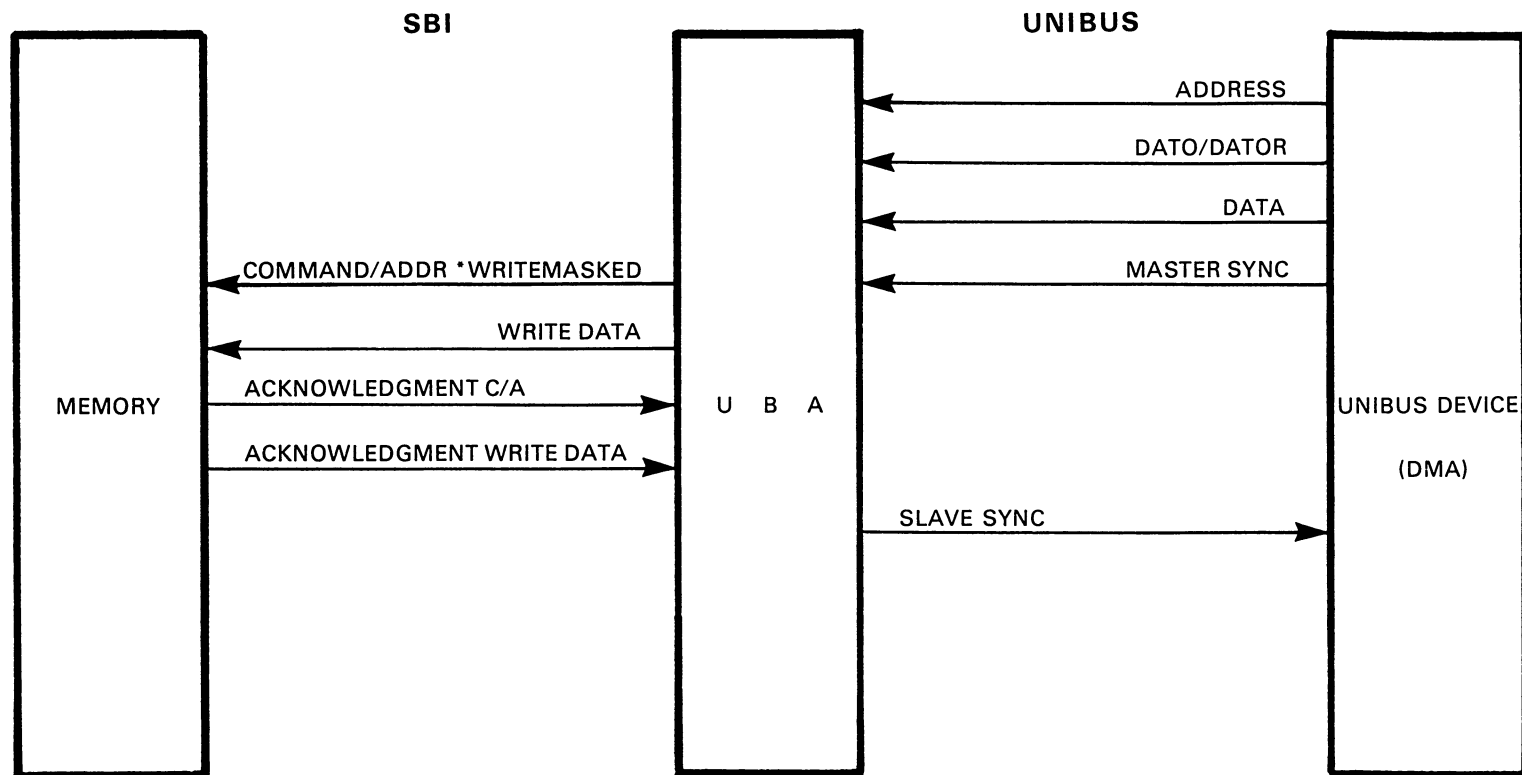 SBI
UNIBUS
ADDRESS
DATO/DATOR
DATA
COMMAND/ADDR *WRITEMASKED
MASTER SYNC
WRITE DATA
ACKNOWLEDGMENT C/A
MEMORY
U B A
UNIBUS DEVICE
ACKNOWLEDGMENT WRITE DATA
(DMA)
SLAVE SYNC